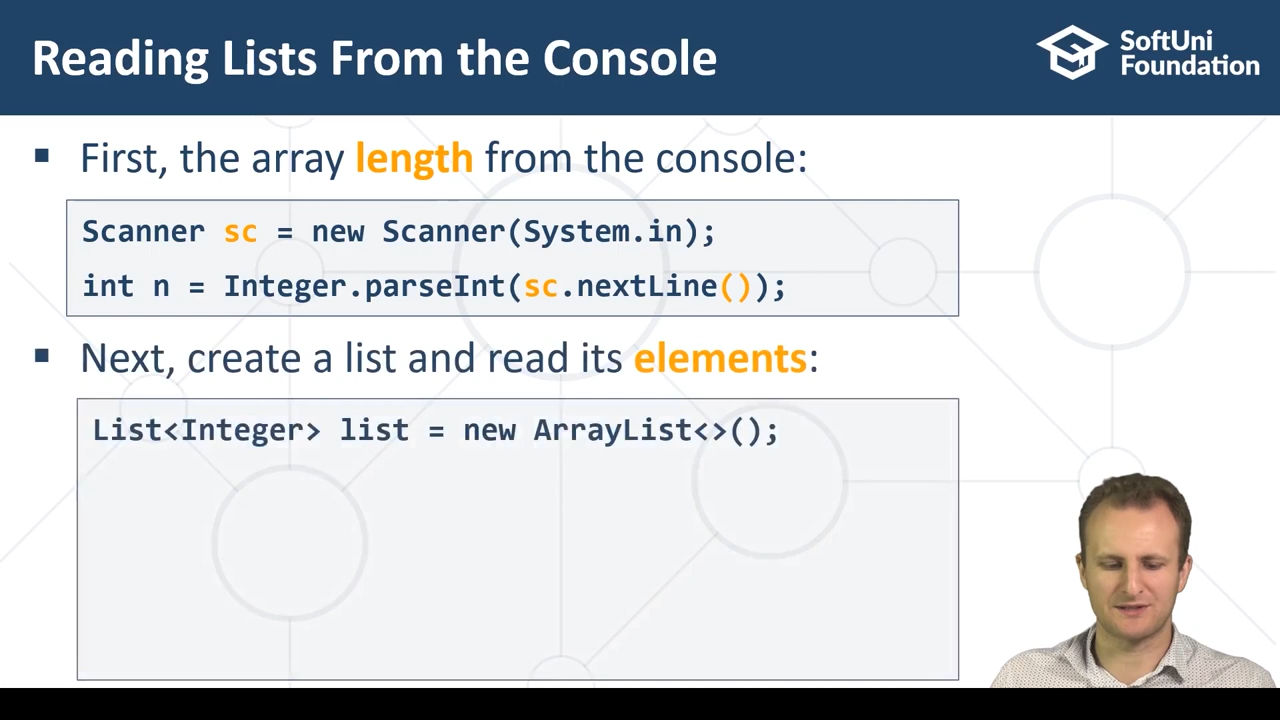 Reading Lists From the Console
SoftUni
Foundation
▪ First, the array length from the console:
Scanner sc = new Scanner(System.in);
int n = Integer.parseInt(sc.nextLine());
▪ Next, create a list and read its elements:
List<Integer> list = new ArrayList<>();